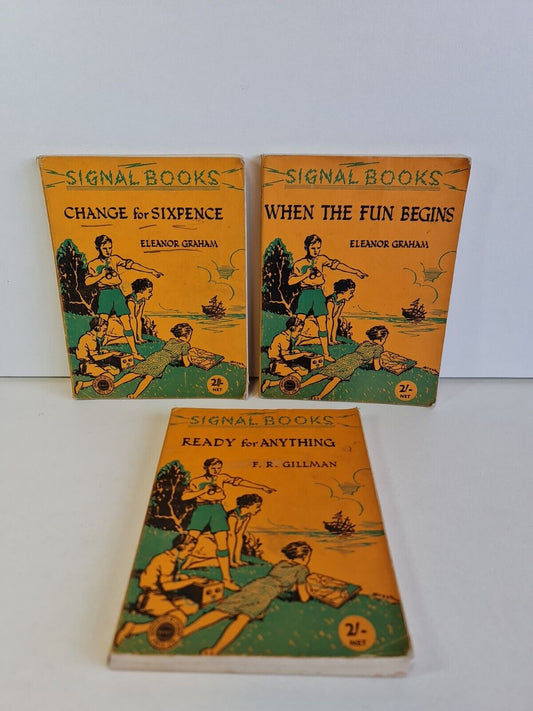 SIGNAL BOOKS
CHANGE for SIXPENCE
ELEANOR GRAHAM
2/-
NET
SIGNAL BOOKS
WHEN THE FUN BEGINS
ELEANOR GRAHAM
2/-
NET
SIGNAL BOOKS
READY for ANYTHING
F. R. GILLMAN
2/-
NET